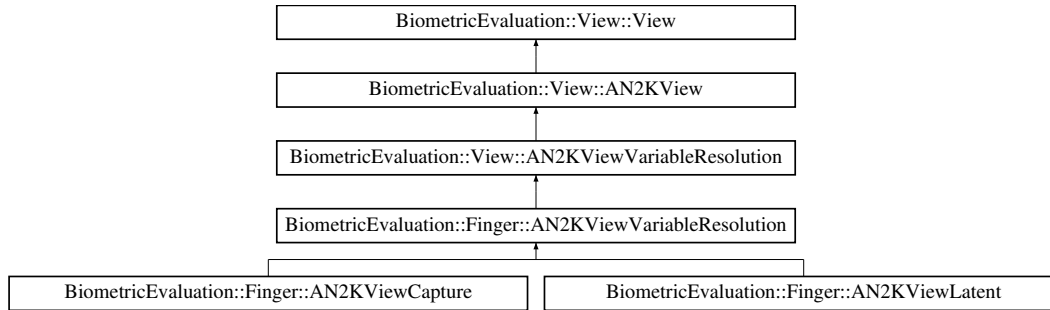 BiometricEvaluation::View::View
BiometricEvaluation::View::AN2KView
BiometricEvaluation::View::AN2KViewVariableResolution
BiometricEvaluation::Finger::AN2KViewVariableResolution
BiometricEvaluation::Finger::AN2KViewCapture
BiometricEvaluation::Finger::AN2KViewLatent